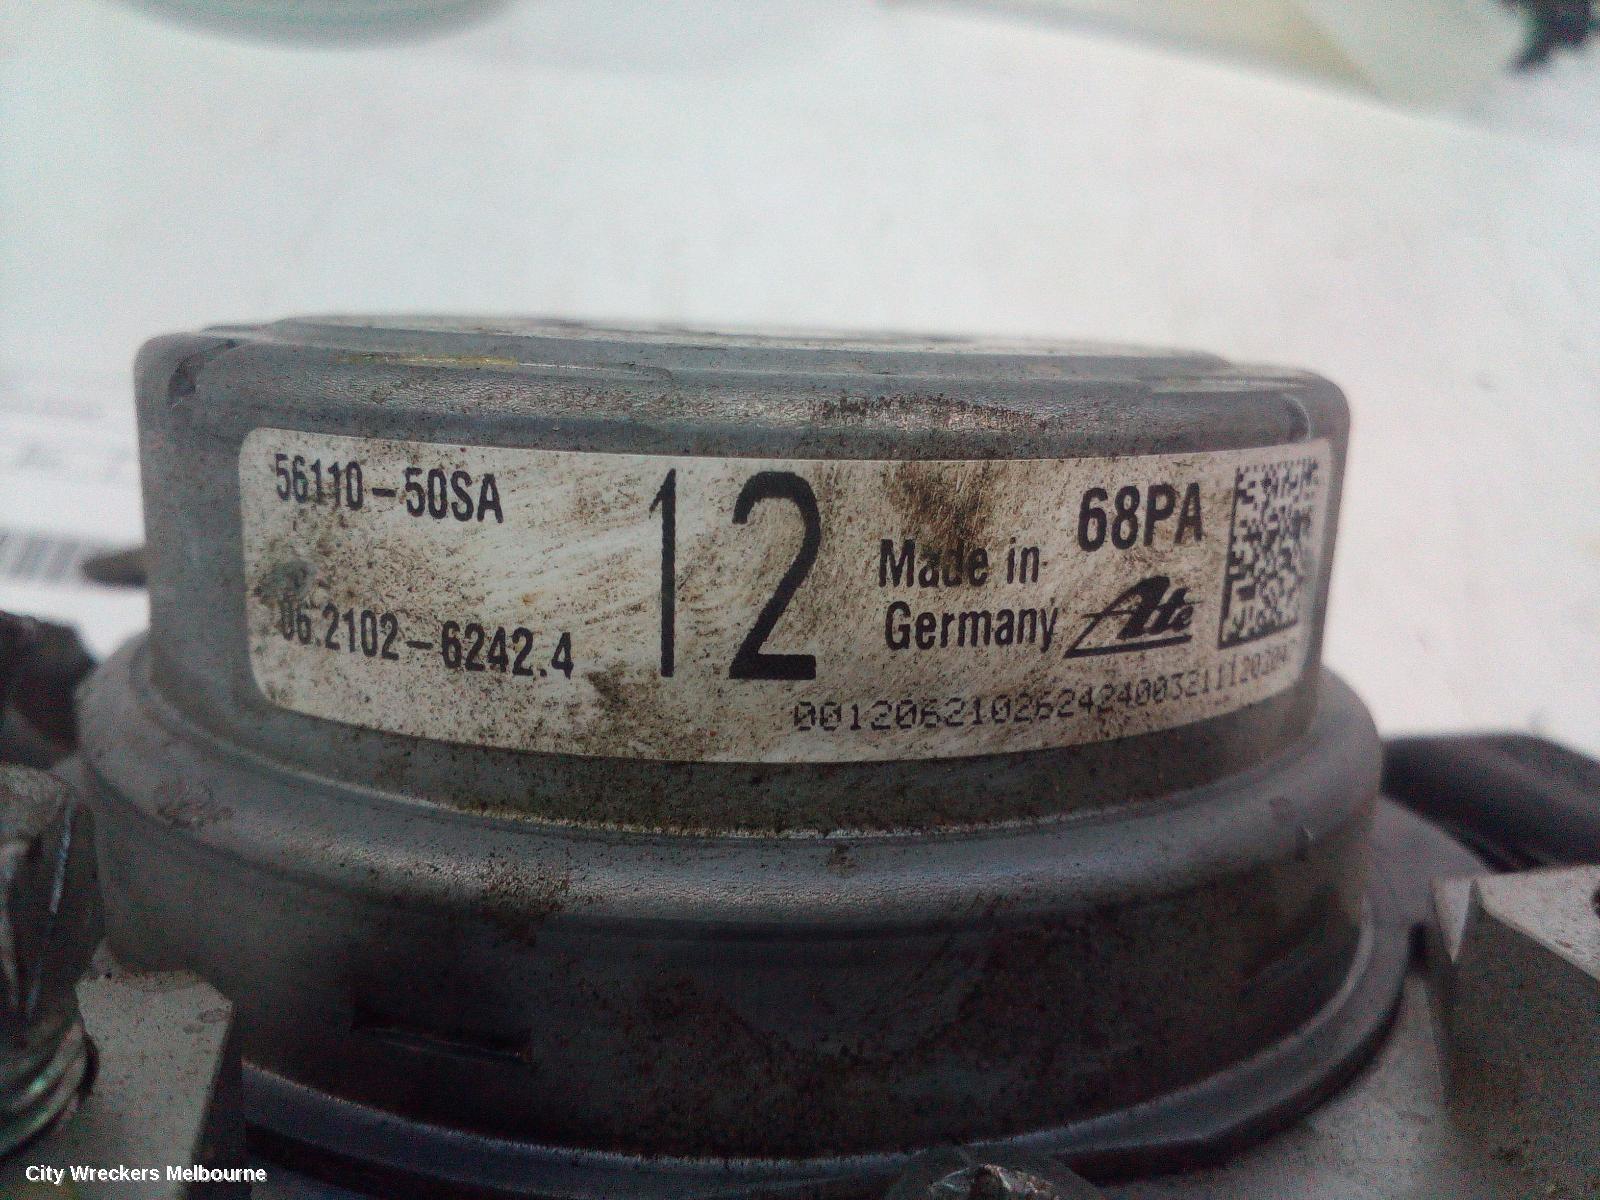 56110-50SA
06.2102-6242.4
12
Made in
Germany
68PA
Ate
City Wreckers Melbourne